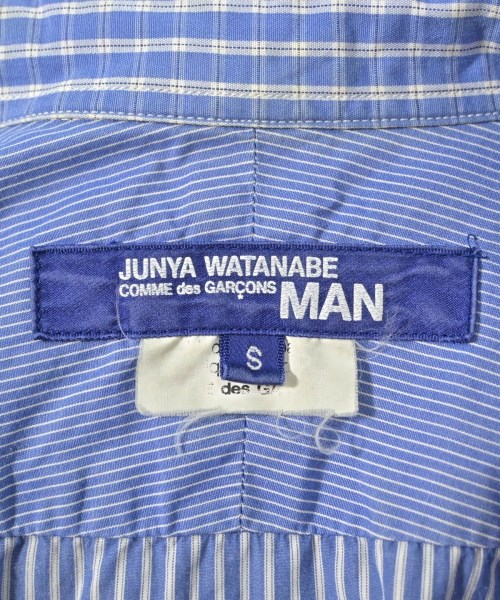 JUNYA WATANABE
COMME des GARÇONS MAN
S
des